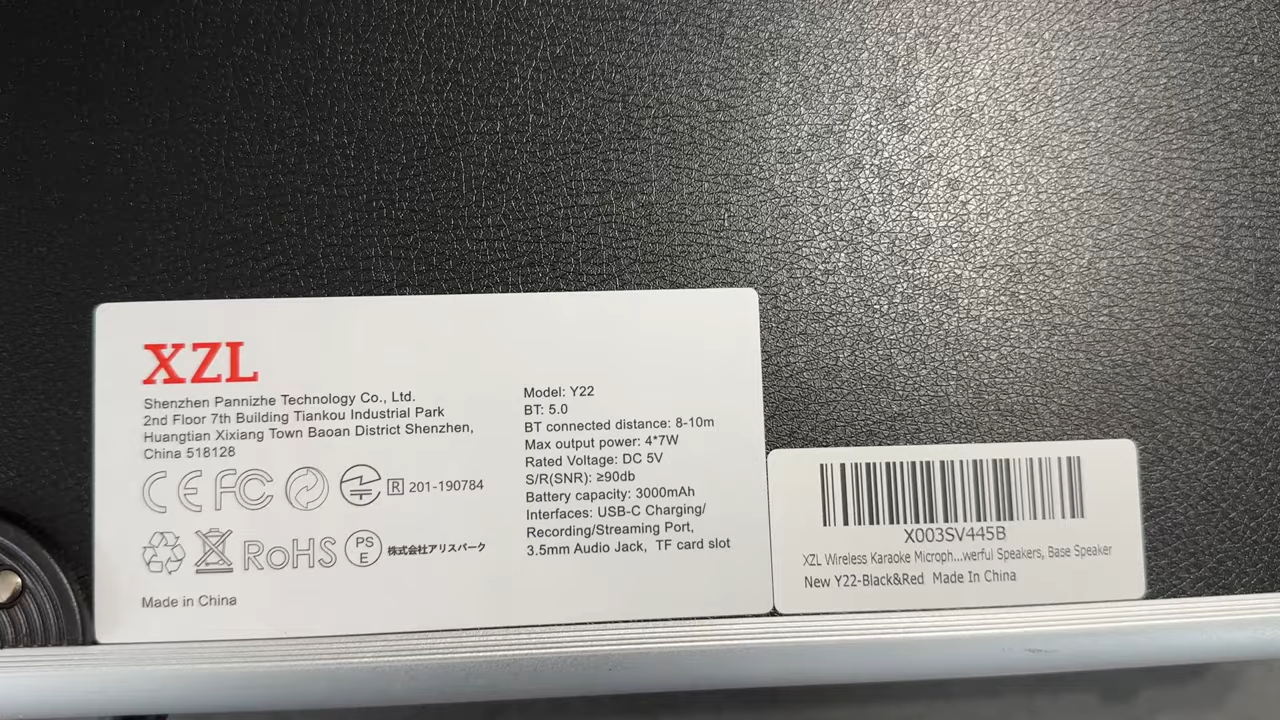 XZL
Shenzhen Pannizhe Technology Co., Ltd.
2nd Floor 7th Building Tiankou Industrial Park
Huangtian Xixiang Town Baoan District Shenzhen,
China 518128
CE FC R 201-190784
RoHS PS E 株式会社アリスパーク
Made in China
Model: Y22
BT: 5.0
BT connected distance: 8-10m
Max output power: 4*7W
Rated Voltage: DC 5V
S/R(SNR): ≥90db
Battery capacity: 3000mAh
Interfaces: USB-C Charging/
Recording/Streaming Port,
3.5mm Audio Jack, TF card slot
X003SV445B
XZL Wireless Karaoke Microph...werful Speakers, Base Speaker
New Y22-Black&Red Made In China